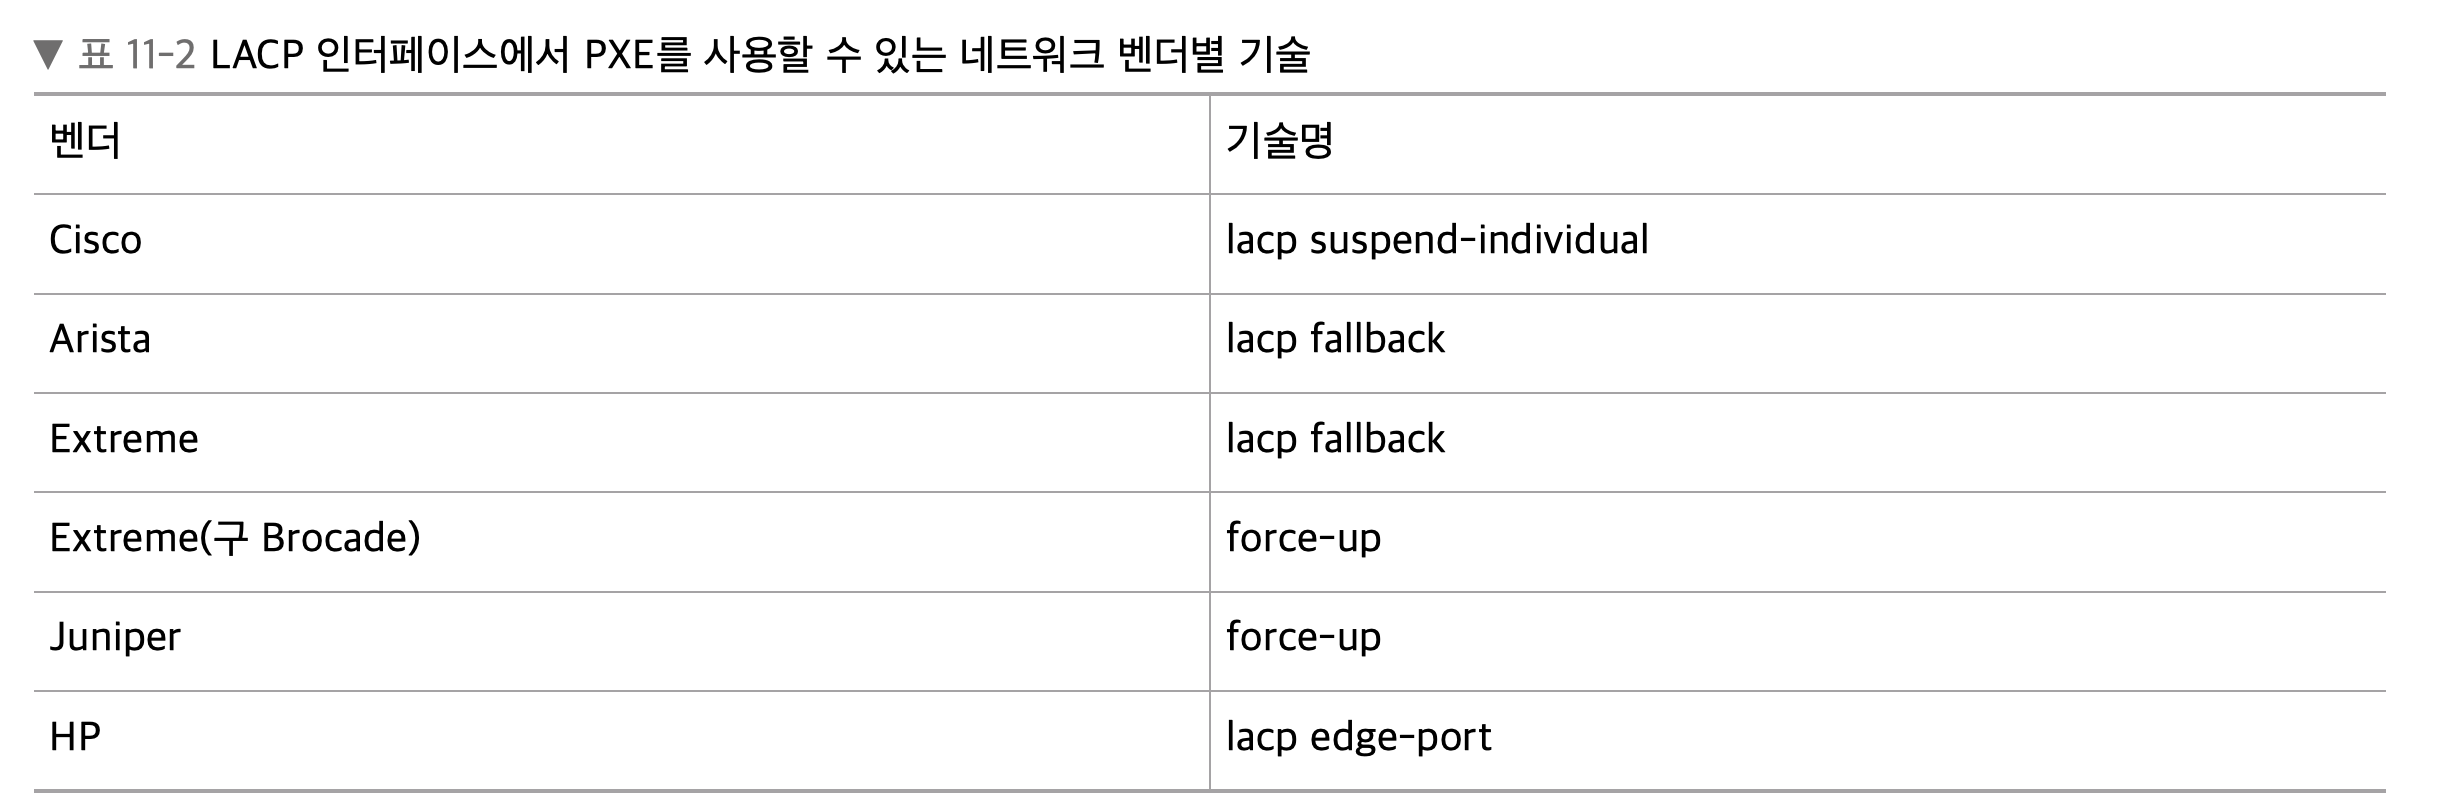 ▼ 표 11-2 LACP 인터페이스에서 PXE를 사용할 수 있는 네트워크 벤더별 기술
벤더 기술명
Cisco lacp suspend-individual
Arista lacp fallback
Extreme lacp fallback
Extreme(구 Brocade) force-up
Juniper force-up
HP lacp edge-port